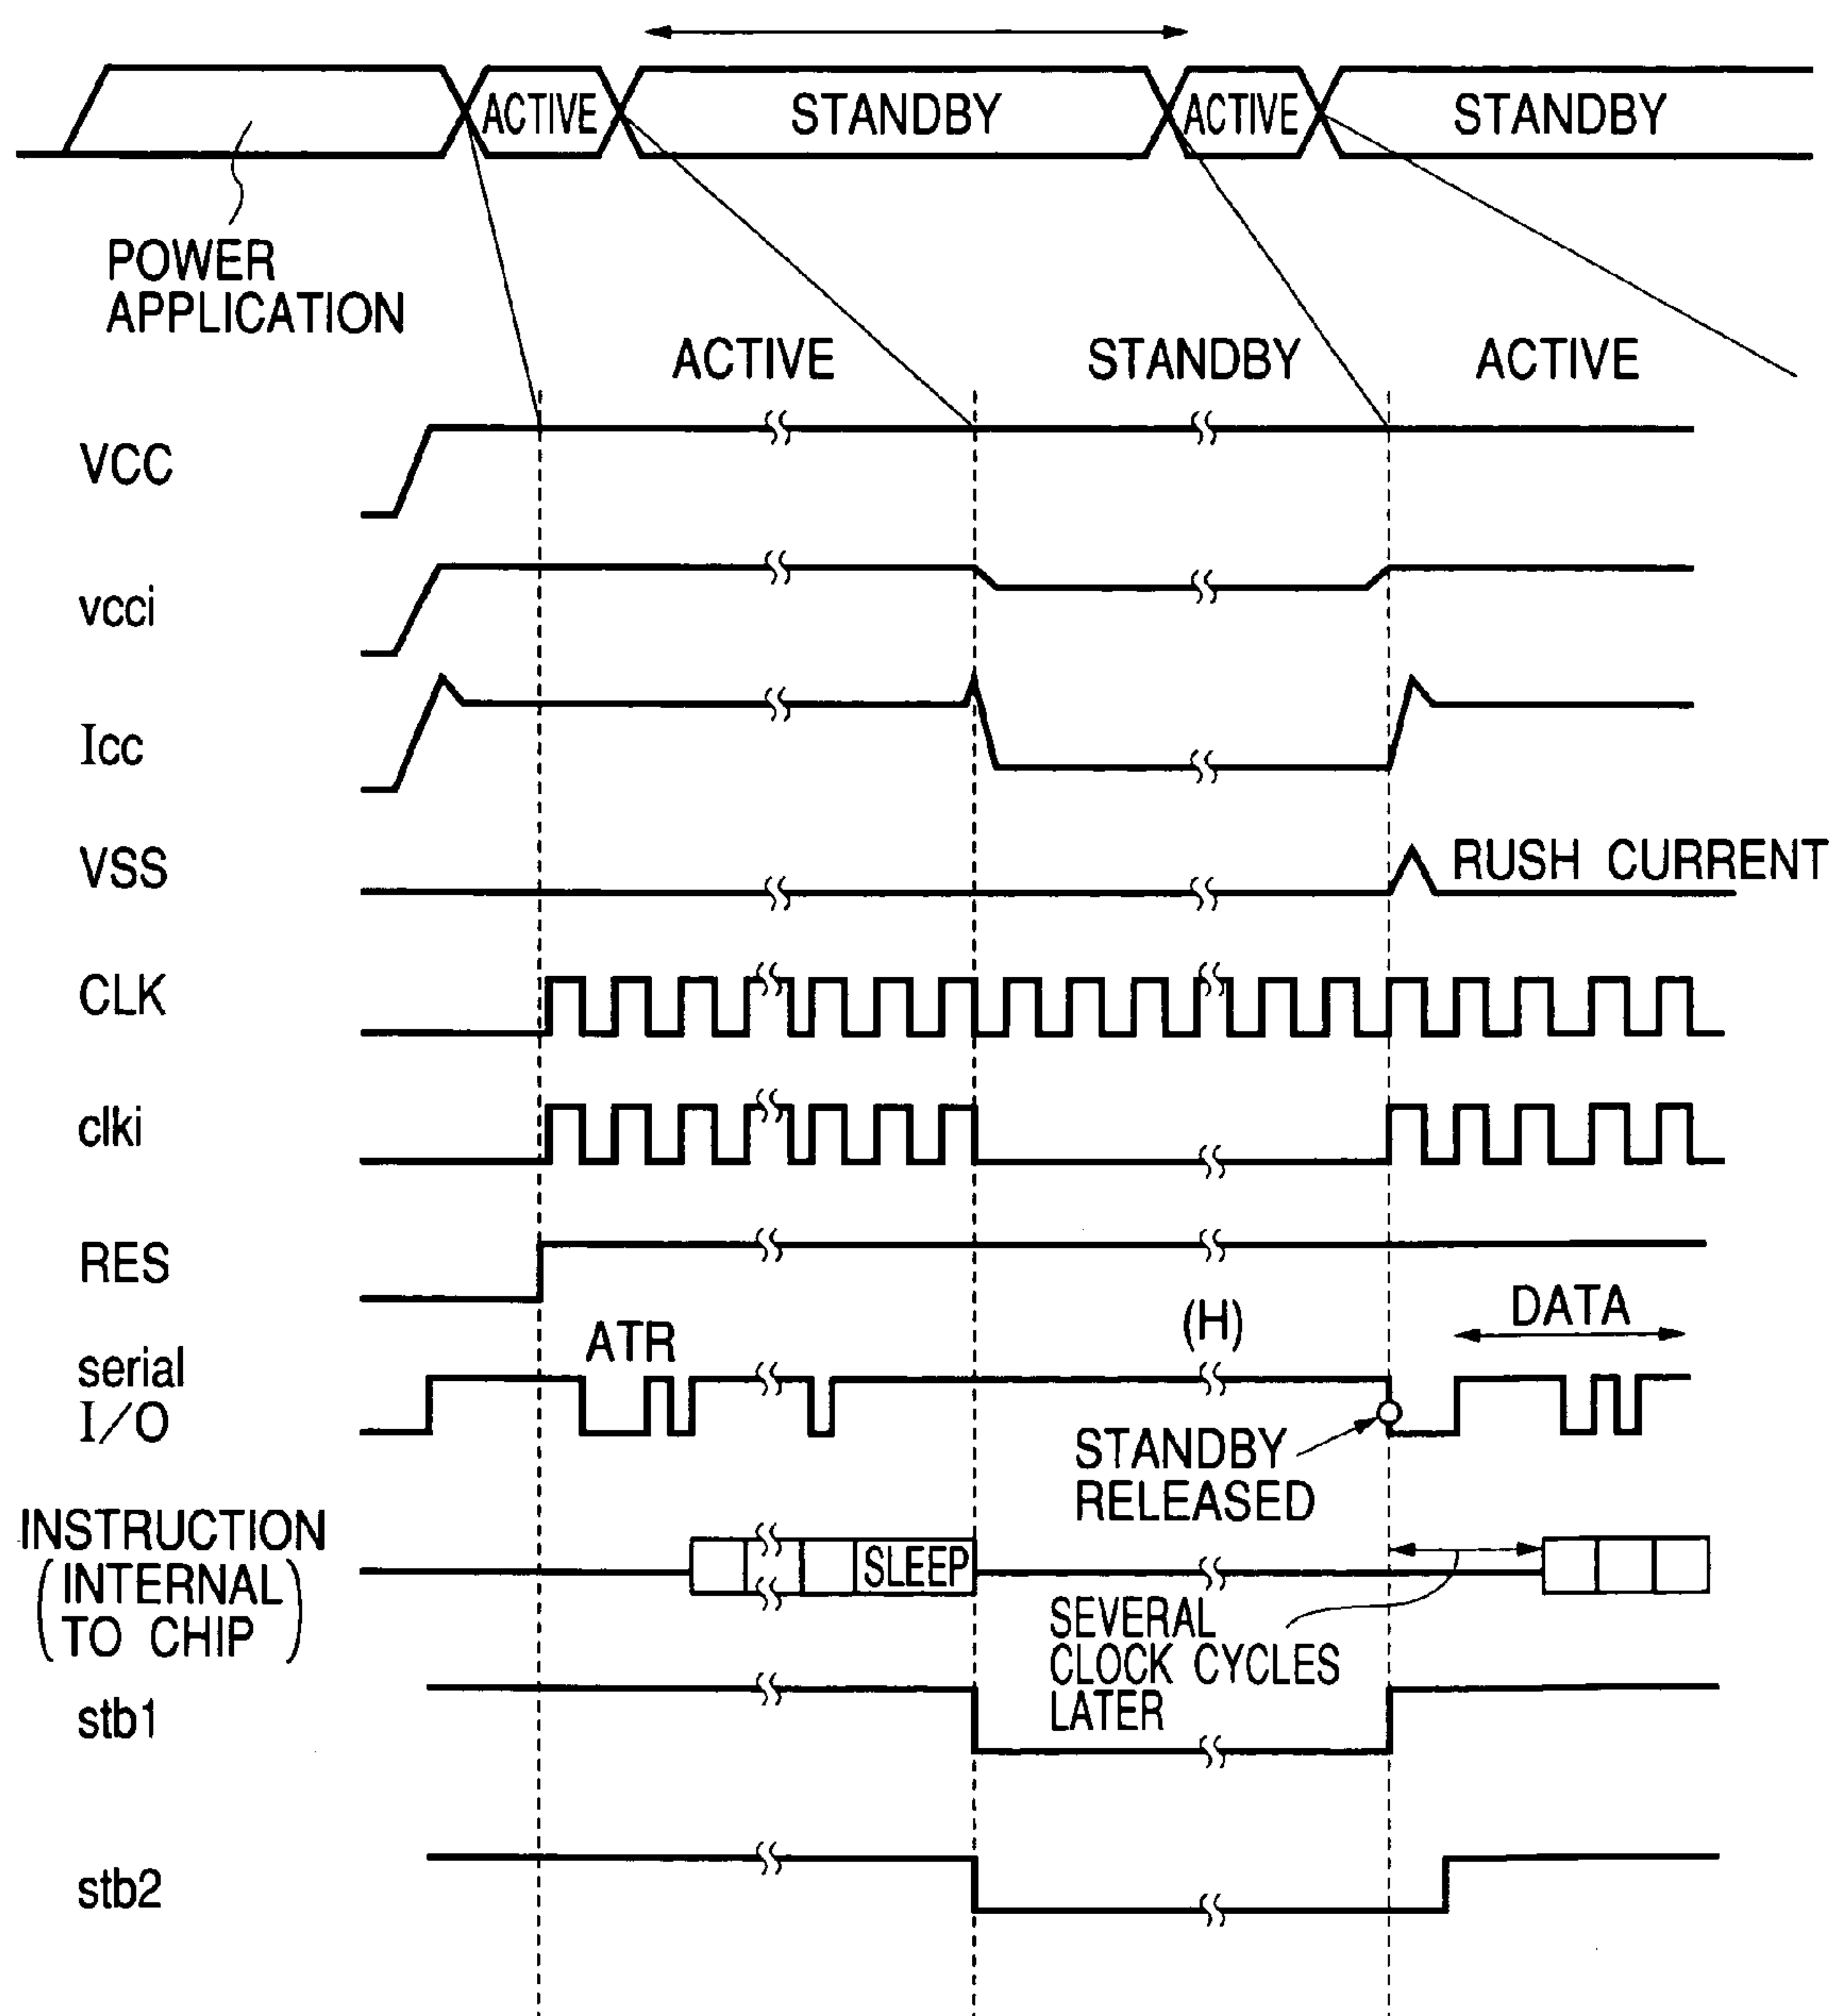 ACTIVE STANDBY ACTIVE STANDBY
POWER
APPLICATION
ACTIVE STANDBY ACTIVE
VCC
vcci
Icc
VSS RUSH CURRENT
CLK
clki
RES
(H) DATA
ATR
serial
I/O
STANDBY
RELEASED
INSTRUCTION
(INTERNAL
TO CHIP)
SLEEP
SEVERAL
CLOCK CYCLES
LATER
stb1
stb2